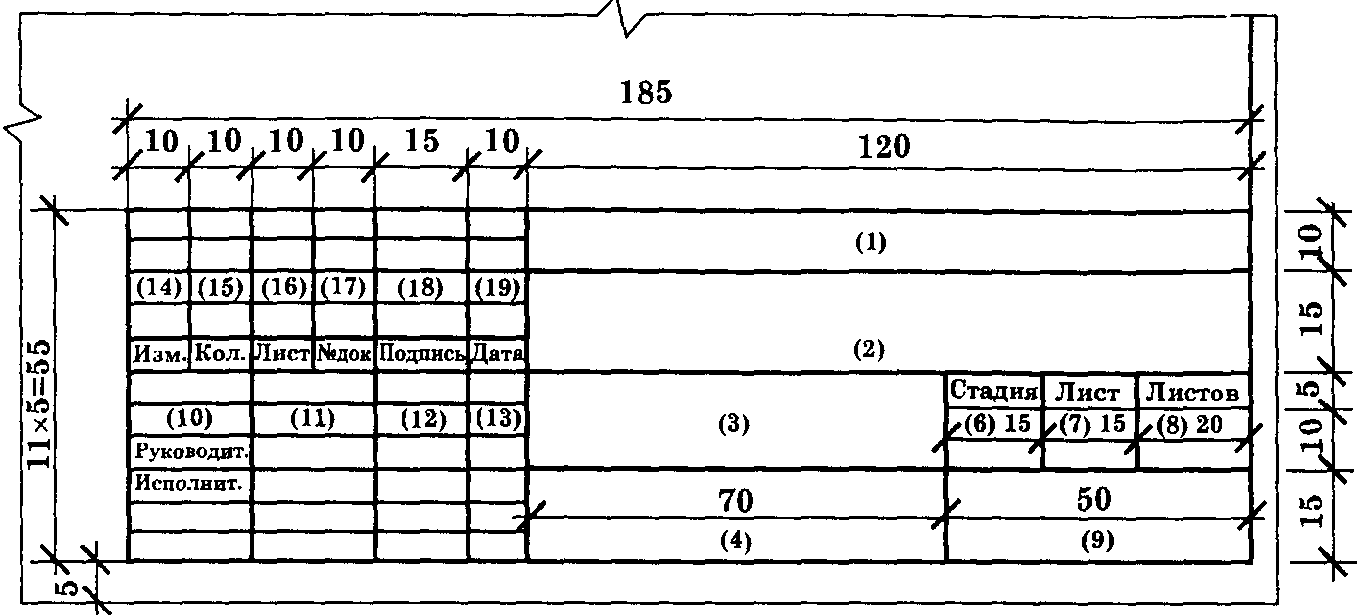 185
10 10 10 10 15 10 120
(1) 10
(14) (15) (16) (17) (18) (19) 15
Изм. Кол. Лист №док Подпись Дата (2)
11×5=55
Стадия Лист Листов 5
(10) (11) (12) (13) (3) (6) 15 (7) 15 (8) 20 10
Руководит.
Исполнит.
70 50 15
(4) (9)
5